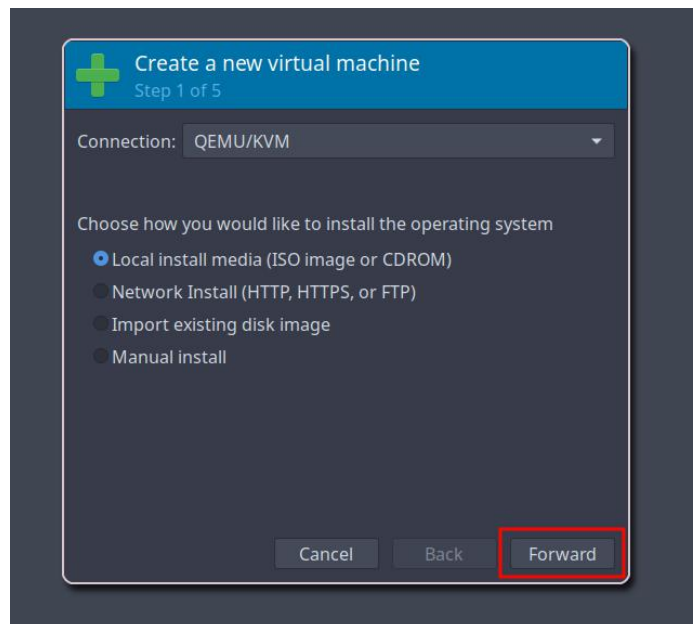 Create a new virtual machine
Step 1 of 5
Connection: QEMU/KVM
Choose how you would like to install the operating system
Local install media (ISO image or CDROM)
Network Install (HTTP, HTTPS, or FTP)
Import existing disk image
Manual install
Cancel Back Forward